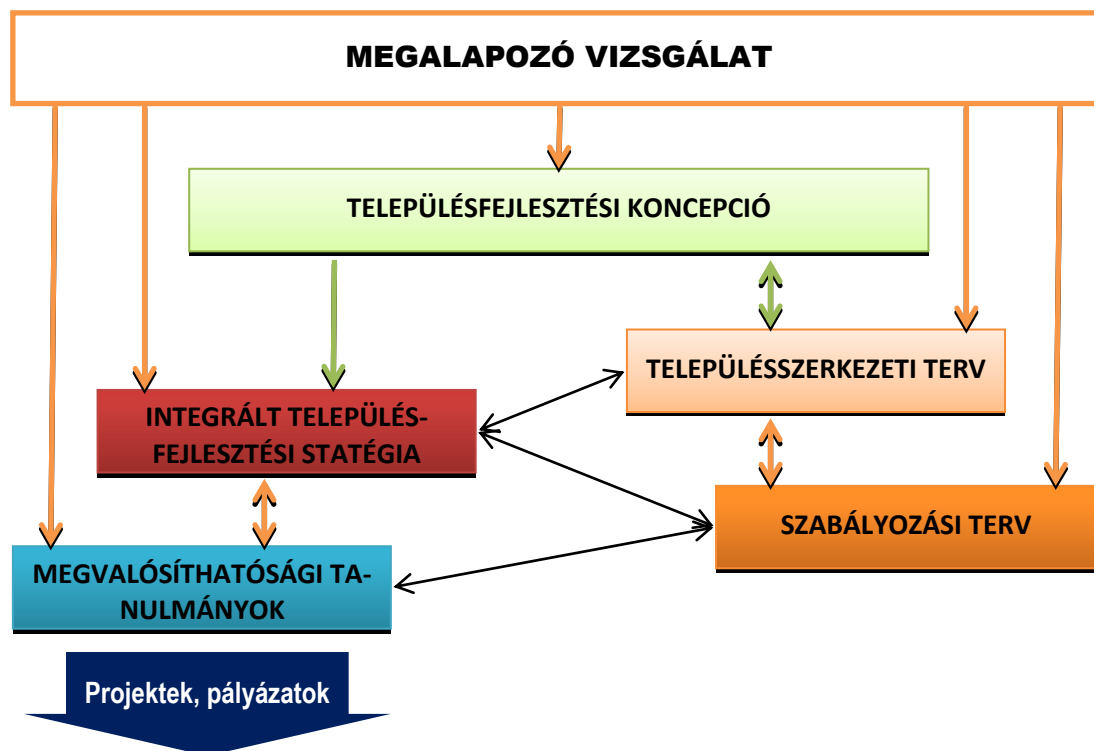 MEGALAPOZÓ VIZSGÁLAT
TELEPÜLÉSFEJLESZTÉSI KONCEPCIÓ
TELEPÜLÉSSZERKEZETI TERV
INTEGRÁLT TELEPÜLÉS-
FEJLESZTÉSI STATÉGIA
SZABÁLYOZÁSI TERV
MEGVALÓSÍTHATÓSÁGI TA-
NULMÁNYOK
Projektek, pályázatok